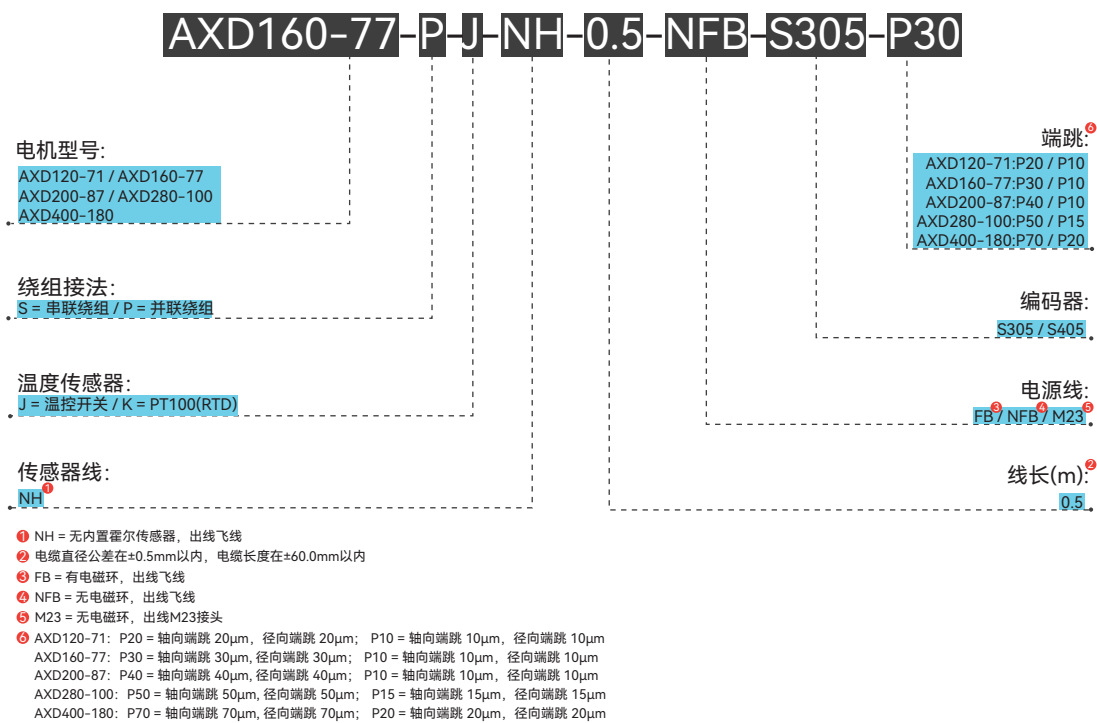 AXD160-77-P-J-NH-0.5-NFB-S305-P30
电机型号:
AXD120-71 / AXD160-77
AXD200-87 / AXD280-100
AXD400-180
绕组接法:
S = 串联绕组 / P = 并联绕组
温度传感器:
J = 温控开关 / K = PT100(RTD)
传感器线:
NH❶
端跳:❻
AXD120-71:P20 / P10
AXD160-77:P30 / P10
AXD200-87:P40 / P10
AXD280-100:P50 / P15
AXD400-180:P70 / P20
编码器:
S305 / S405
电源线:
FB❸/ NFB❹/ M23❺
线长(m):❷
0.5
❶ NH = 无内置霍尔传感器，出线飞线
❷ 电缆直径公差在±0.5mm以内，电缆长度在±60.0mm以内
❸ FB = 有电磁环，出线飞线
❹ NFB = 无电磁环，出线飞线
❺ M23 = 无电磁环，出线M23接头
❻ AXD120-71：P20 = 轴向端跳 20μm，径向端跳 20μm； P10 = 轴向端跳 10μm，径向端跳 10μm
AXD160-77：P30 = 轴向端跳 30μm, 径向端跳 30μm； P10 = 轴向端跳 10μm，径向端跳 10μm
AXD200-87：P40 = 轴向端跳 40μm, 径向端跳 40μm； P10 = 轴向端跳 10μm，径向端跳 10μm
AXD280-100：P50 = 轴向端跳 50μm, 径向端跳 50μm； P15 = 轴向端跳 15μm，径向端跳 15μm
AXD400-180：P70 = 轴向端跳 70μm, 径向端跳 70μm； P20 = 轴向端跳 20μm，径向端跳 20μm